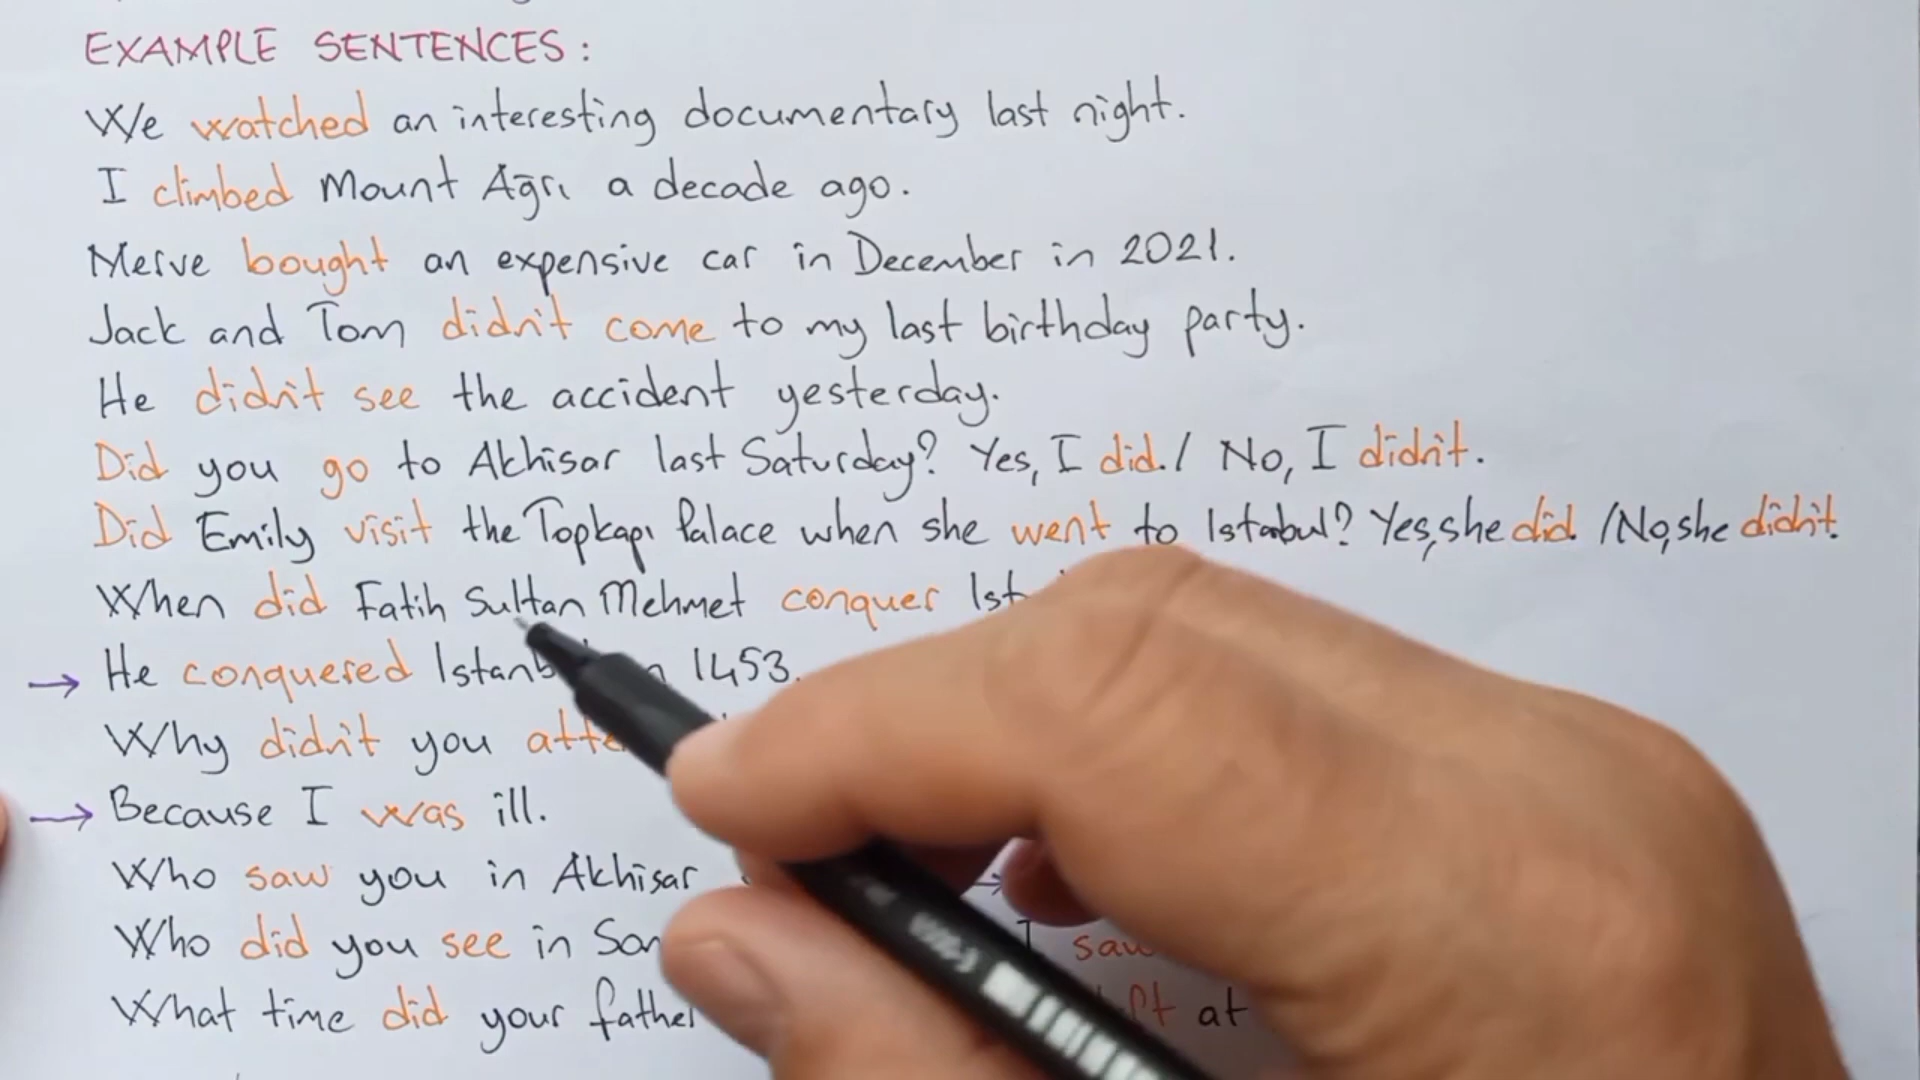 EXAMPLE SENTENCES:
We watched an interesting documentary last night.
I climbed Mount Ağrı a decade ago.
Merve bought an expensive car in December in 2021.
Jack and Tom didn't come to my last birthday party.
He didn't see the accident yesterday.
Did you go to Akhisar last Saturday? Yes, I did. / No, I didn't.
Did Emily visit the Topkapı Palace when she went to Istanbul? Yes, she did. / No, she didn't.
When did Fatih Sultan Mehmet conquer
→ He conquered 1453.
Why didn't you
→ Because I was ill.
Who saw you in Akhisar
Who did you see in I saw
What time did your father at